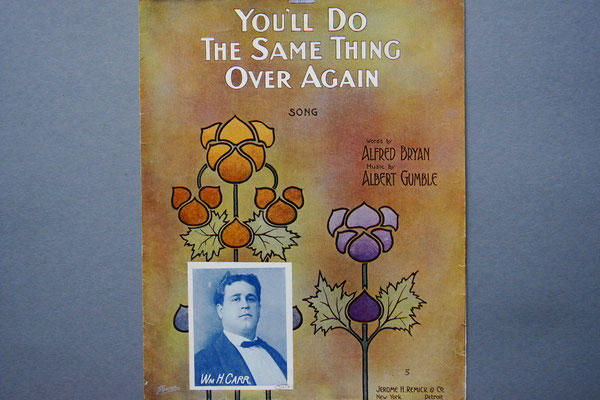 YOU'LL DO
THE SAME THING
OVER AGAIN
SONG
Words by
ALFRED BRYAN
Music by
ALBERT GUMBLE
WM H. CARR
5
JEROME H. REMICK & CO.
New York Detroit